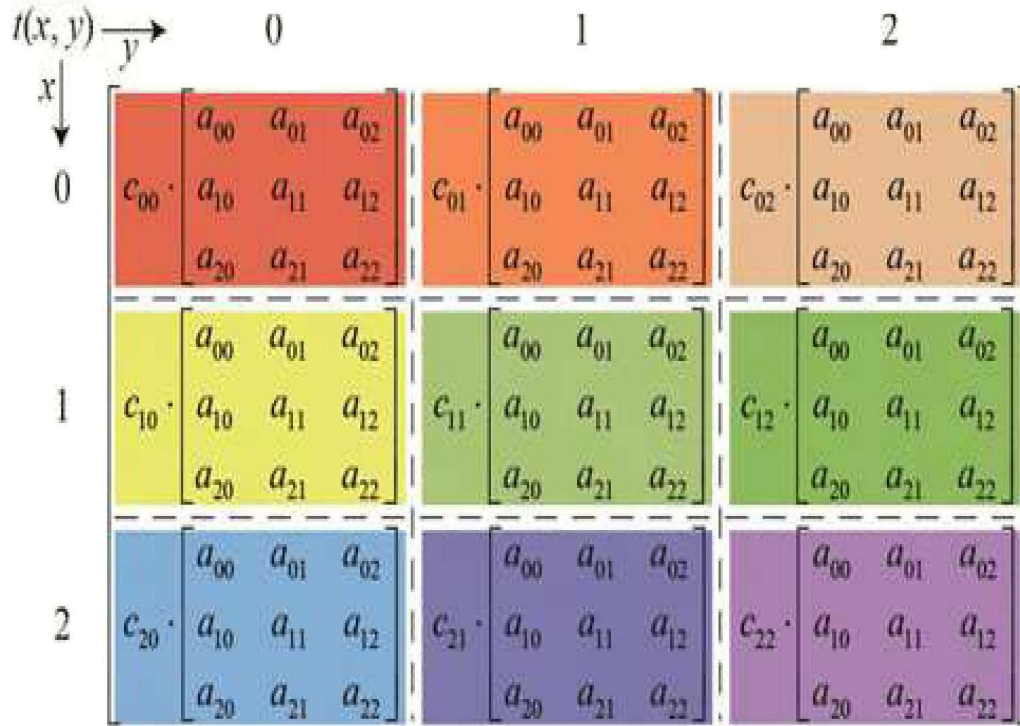 t(x, y) y 0 1 2
x
a₀₀ a₀₁ a₀₂ a₀₀ a₀₁ a₀₂ a₀₀ a₀₁ a₀₂
0 c₀₀ · a₁₀ a₁₁ a₁₂ c₀₁ · a₁₀ a₁₁ a₁₂ c₀₂ · a₁₀ a₁₁ a₁₂
a₂₀ a₂₁ a₂₂ a₂₀ a₂₁ a₂₂ a₂₀ a₂₁ a₂₂
a₀₀ a₀₁ a₀₂ a₀₀ a₀₁ a₀₂ a₀₀ a₀₁ a₀₂
1 c₁₀ · a₁₀ a₁₁ a₁₂ c₁₁ · a₁₀ a₁₁ a₁₂ c₁₂ · a₁₀ a₁₁ a₁₂
a₂₀ a₂₁ a₂₂ a₂₀ a₂₁ a₂₂ a₂₀ a₂₁ a₂₂
a₀₀ a₀₁ a₀₂ a₀₀ a₀₁ a₀₂ a₀₀ a₀₁ a₀₂
2 c₂₀ · a₁₀ a₁₁ a₁₂ c₂₁ · a₁₀ a₁₁ a₁₂ c₂₂ · a₁₀ a₁₁ a₁₂
a₂₀ a₂₁ a₂₂ a₂₀ a₂₁ a₂₂ a₂₀ a₂₁ a₂₂